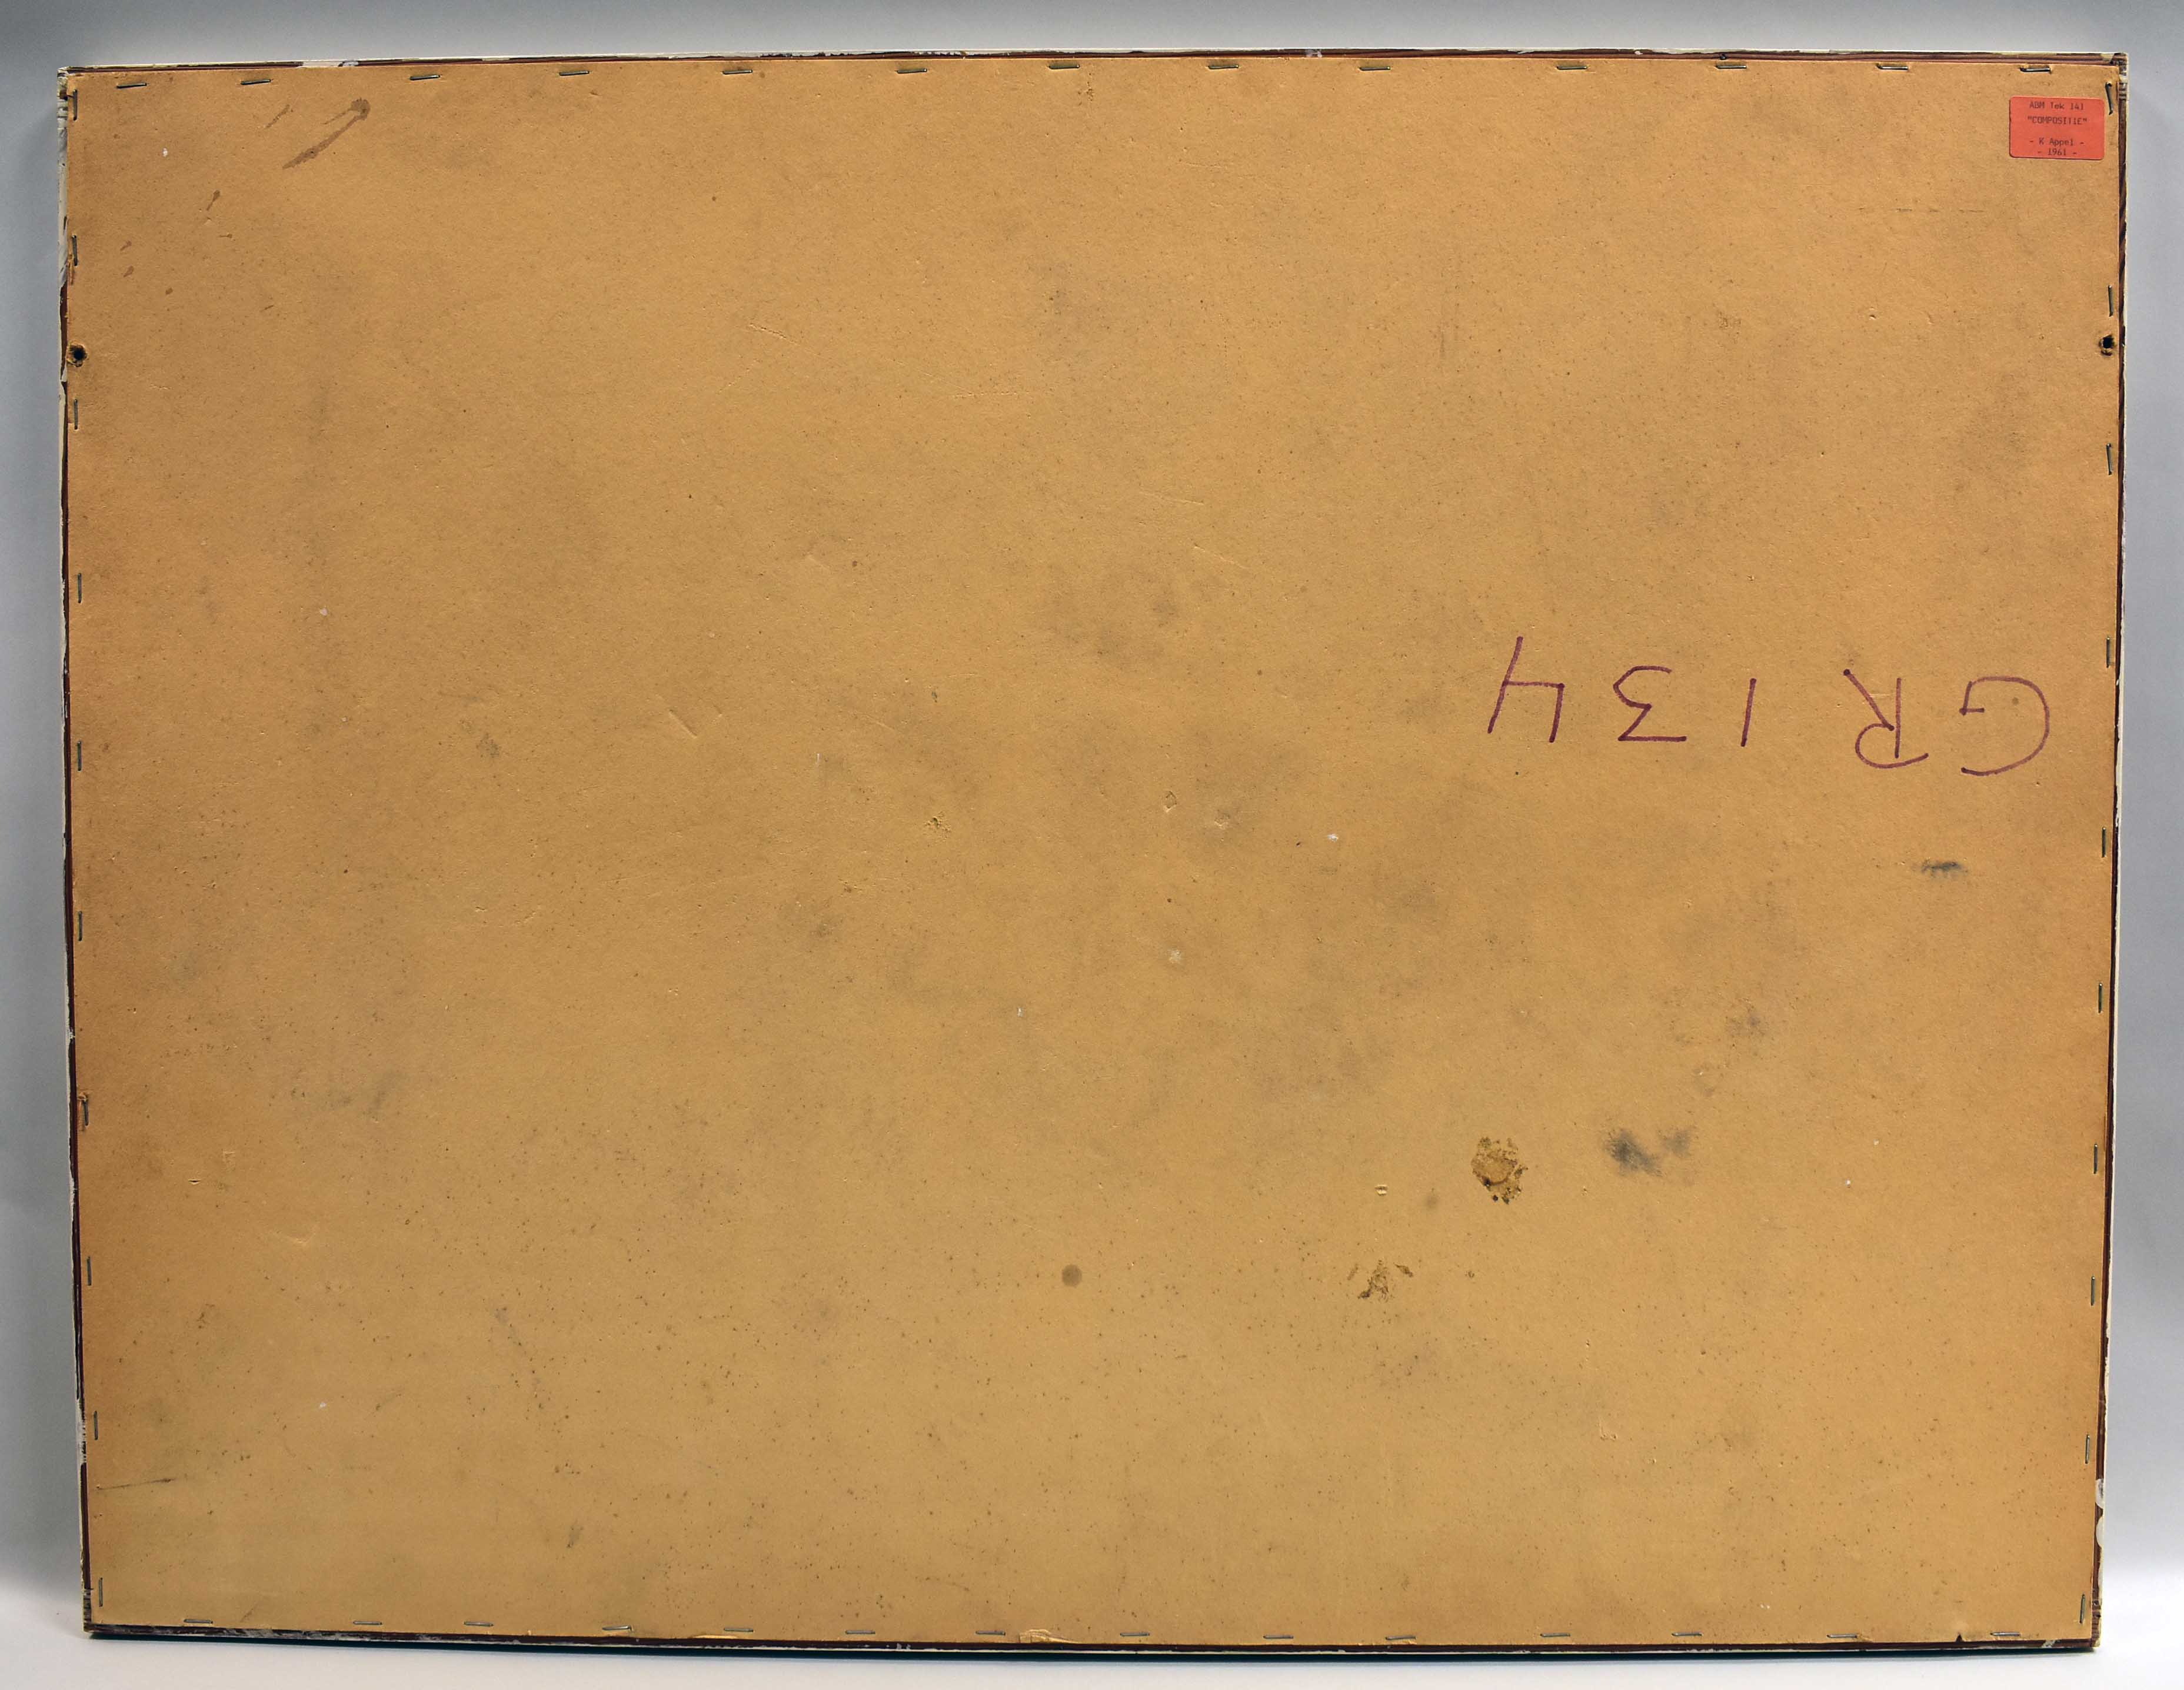 ABM Tek 141
"COMPOSITIE"
- K Appel -
- 1961 -
GR 134